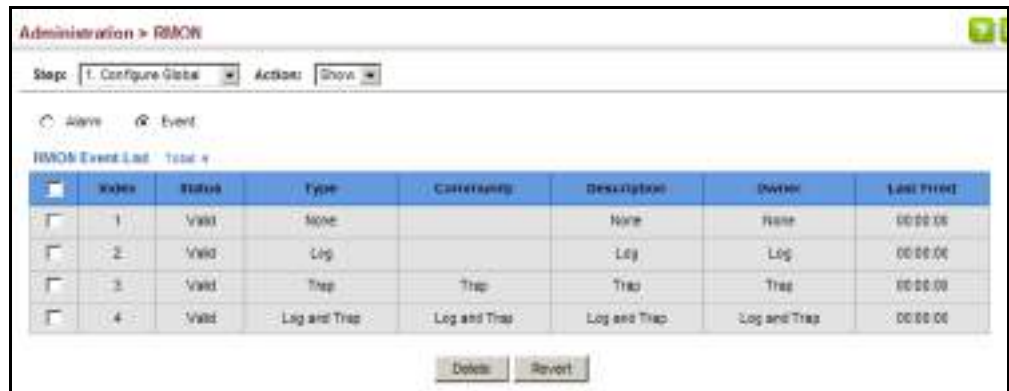 Administration > RMON
?
Step: 1. Configure Global Action: Show
Alarm Event
RMON Event List Total: 4
Index Status Type Community Description Owner Last Fired
1 Valid None None None 00:00:00
2 Valid Log Log Log 00:00:00
3 Valid Trap Trap Trap Trap 00:00:00
4 Valid Log and Trap Log and Trap Log and Trap Log and Trap 00:00:00
Delete Revert